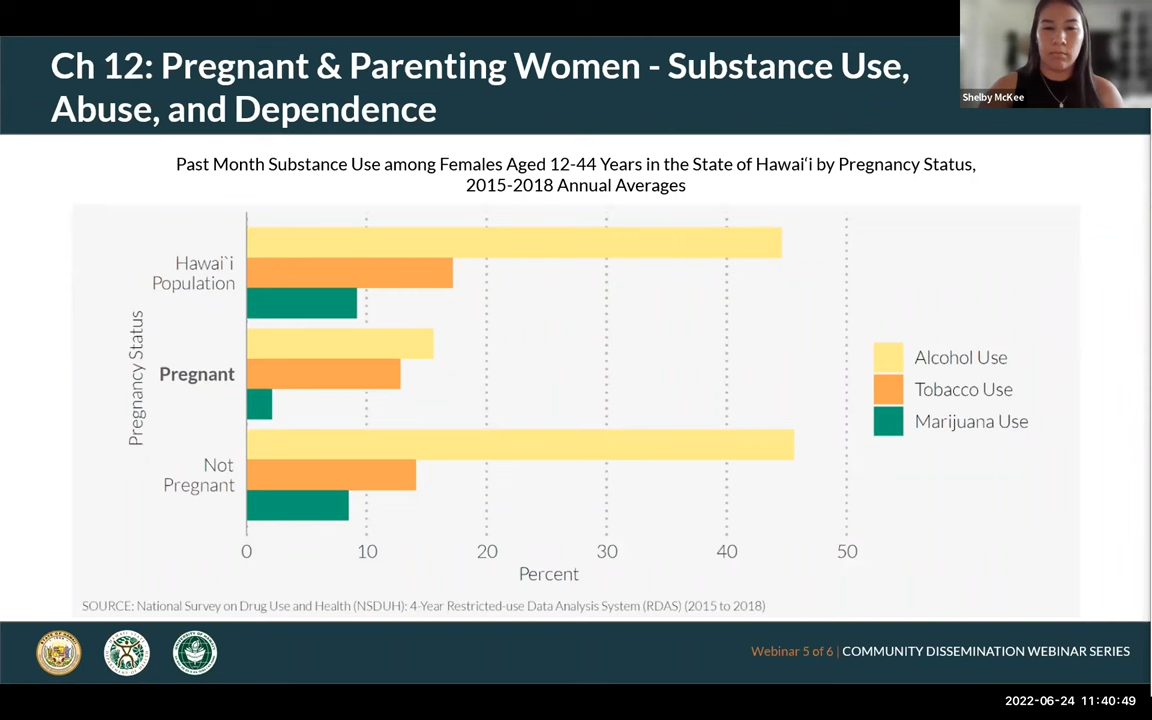 Ch 12: Pregnant & Parenting Women - Substance Use,
Abuse, and Dependence
Shelby McKee
Past Month Substance Use among Females Aged 12-44 Years in the State of Hawai‘i by Pregnancy Status,
2015-2018 Annual Averages
Pregnancy Status
Hawai`i
Population
Pregnant
Not
Pregnant
0 10 20 30 40 50
Percent
Alcohol Use
Tobacco Use
Marijuana Use
SOURCE: National Survey on Drug Use and Health (NSDUH): 4-Year Restricted-use Data Analysis System (RDAS) (2015 to 2018)
Webinar 5 of 6 | COMMUNITY DISSEMINATION WEBINAR SERIES
2022-06-24 11:40:49